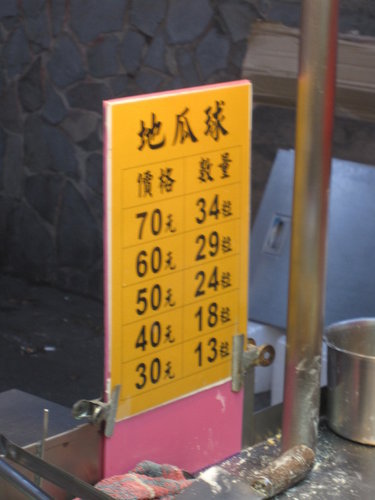 地瓜球
價格 數量
70元 34粒
60元 29粒
50元 24粒
40元 18粒
30元 13粒